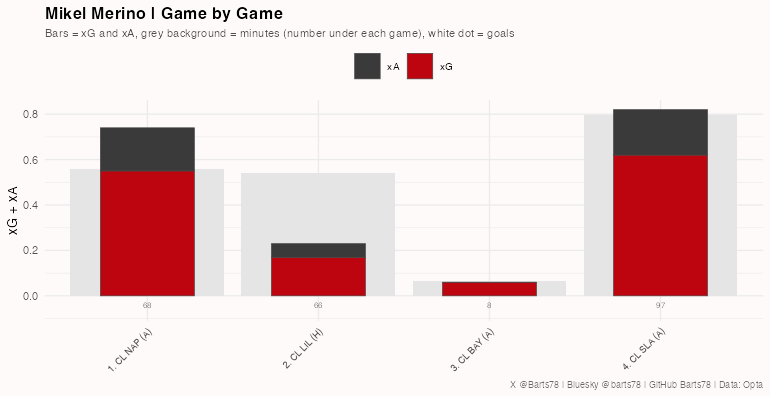 Mikel Merino | Game by Game
Bars = xG and xA, grey background = minutes (number under each game), white dot = goals
xA
xG
xG + xA
0.8
0.6
0.4
0.2
0.0
68
66
8
97
1. CL NAP (A)
2. CL LIL (H)
3. CL BAY (A)
4. CL SLA (A)
X @Barts78 | Bluesky @barts78 | GitHub Barts78 | Data: Opta